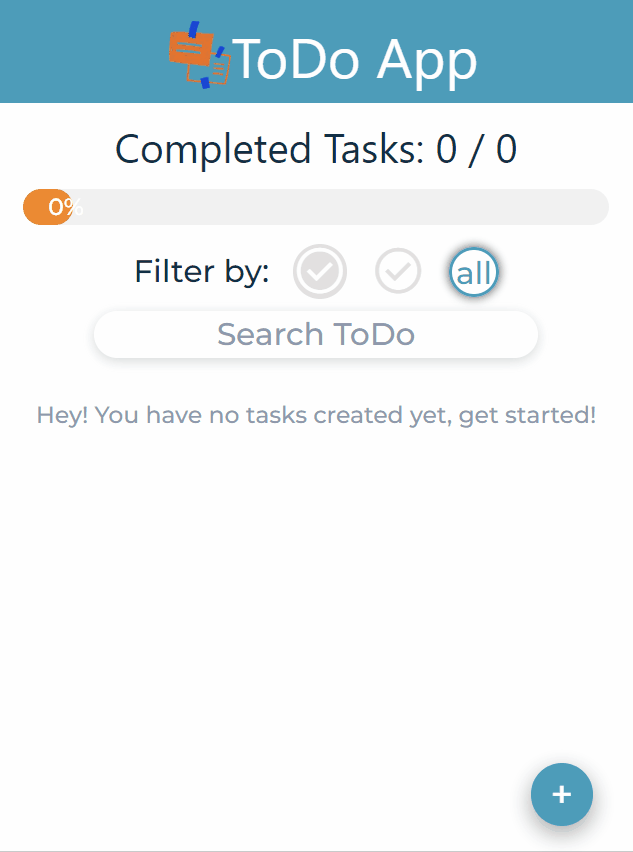 ToDo App
Completed Tasks: 0 / 0
0%
Filter by: all
Search ToDo
Hey! You have no tasks created yet, get started!
+